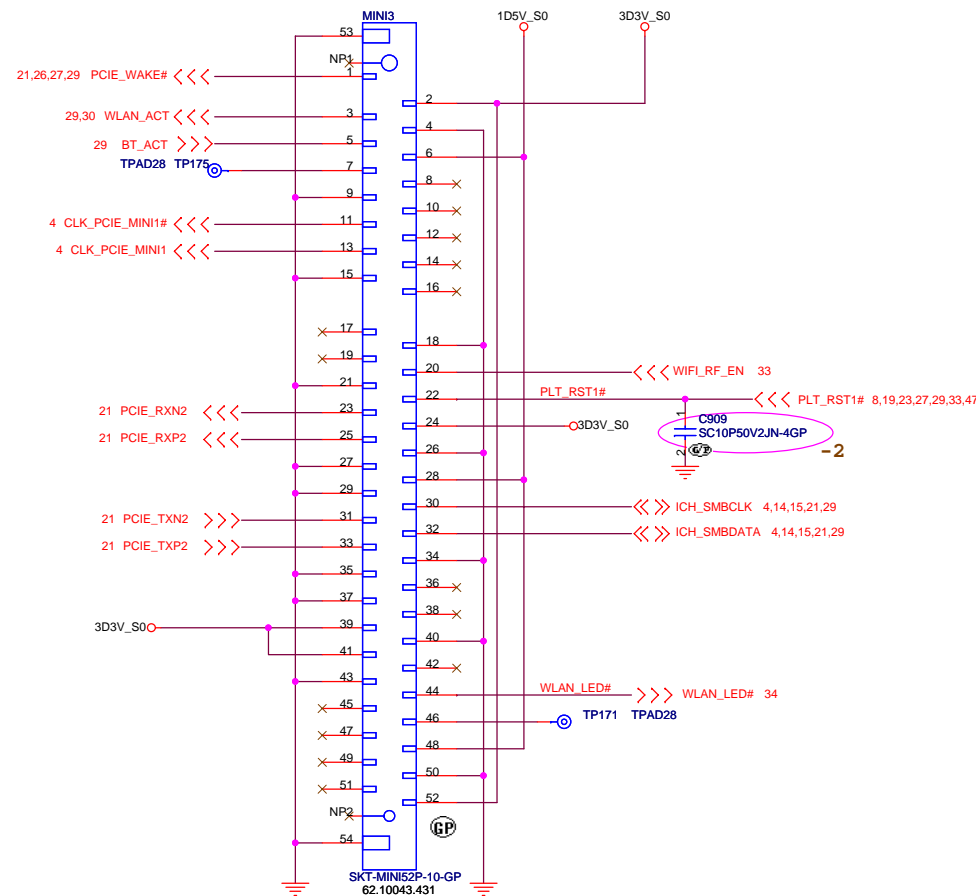 MINI3
1D5V_S0
3D3V_S0
53
NP1
21,26,27,29 PCIE_WAKE#
1
2
29,30 WLAN_ACT
3
4
29 BT_ACT
5
6
TPAD28 TP175
7
8
9
10
4 CLK_PCIE_MINI1#
11
12
4 CLK_PCIE_MINI1
13
14
15
16
17
18
19
20
WIFI_RF_EN 33
21
22
PLT_RST1#
PLT_RST1# 8,19,23,27,29,33,47
21 PCIE_RXN2
23
24
3D3V_S0
1
C909
SC10P50V2JN-4GP
2
G/P
-2
21 PCIE_RXP2
25
26
27
28
29
30
ICH_SMBCLK 4,14,15,21,29
21 PCIE_TXN2
31
32
ICH_SMBDATA 4,14,15,21,29
21 PCIE_TXP2
33
34
35
36
37
38
3D3V_S0
39
40
41
42
43
44
WLAN_LED#
WLAN_LED# 34
45
46
TP171 TPAD28
47
48
49
50
51
52
NP2
GP
54
SKT-MINI52P-10-GP
62.10043.431